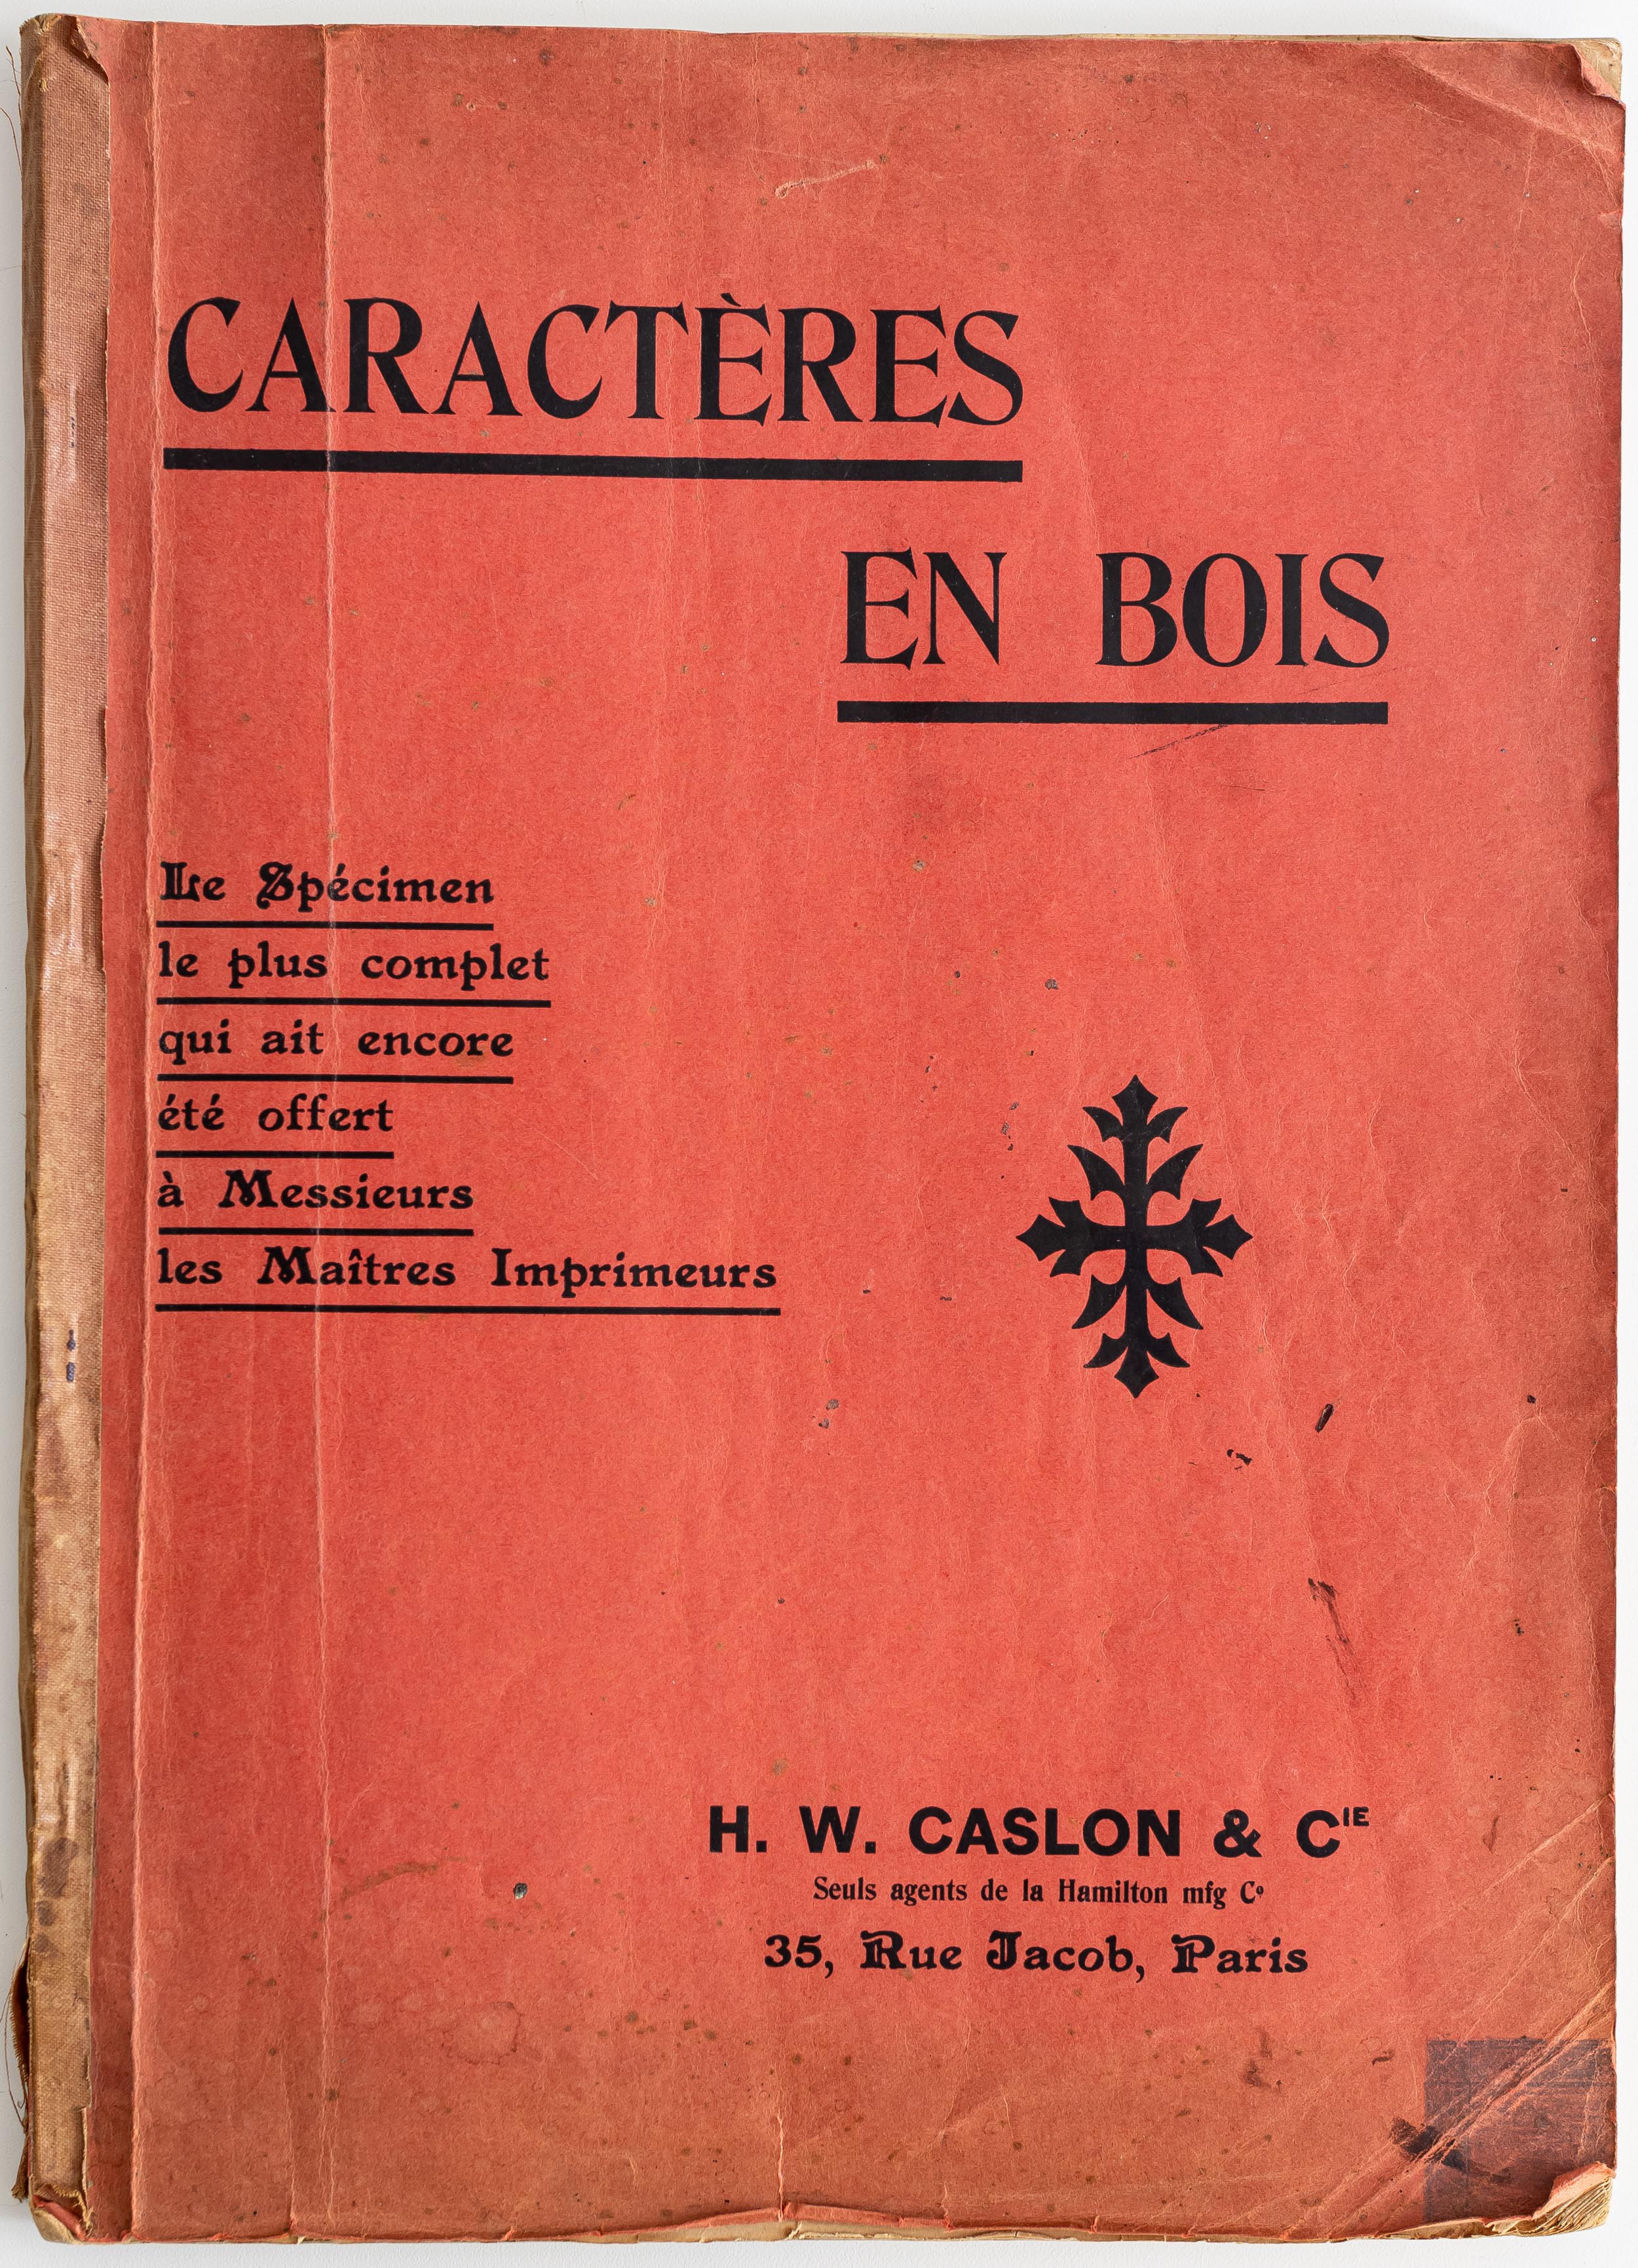 CARACTÈRES
EN BOIS
Le Spécimen
le plus complet
qui ait encore
été offert
à Messieurs
les Maîtres Imprimeurs
H. W. CASLON & Cᴵᴱ
Seuls agents de la Hamilton mfg Cº
35, Rue Jacob, Paris